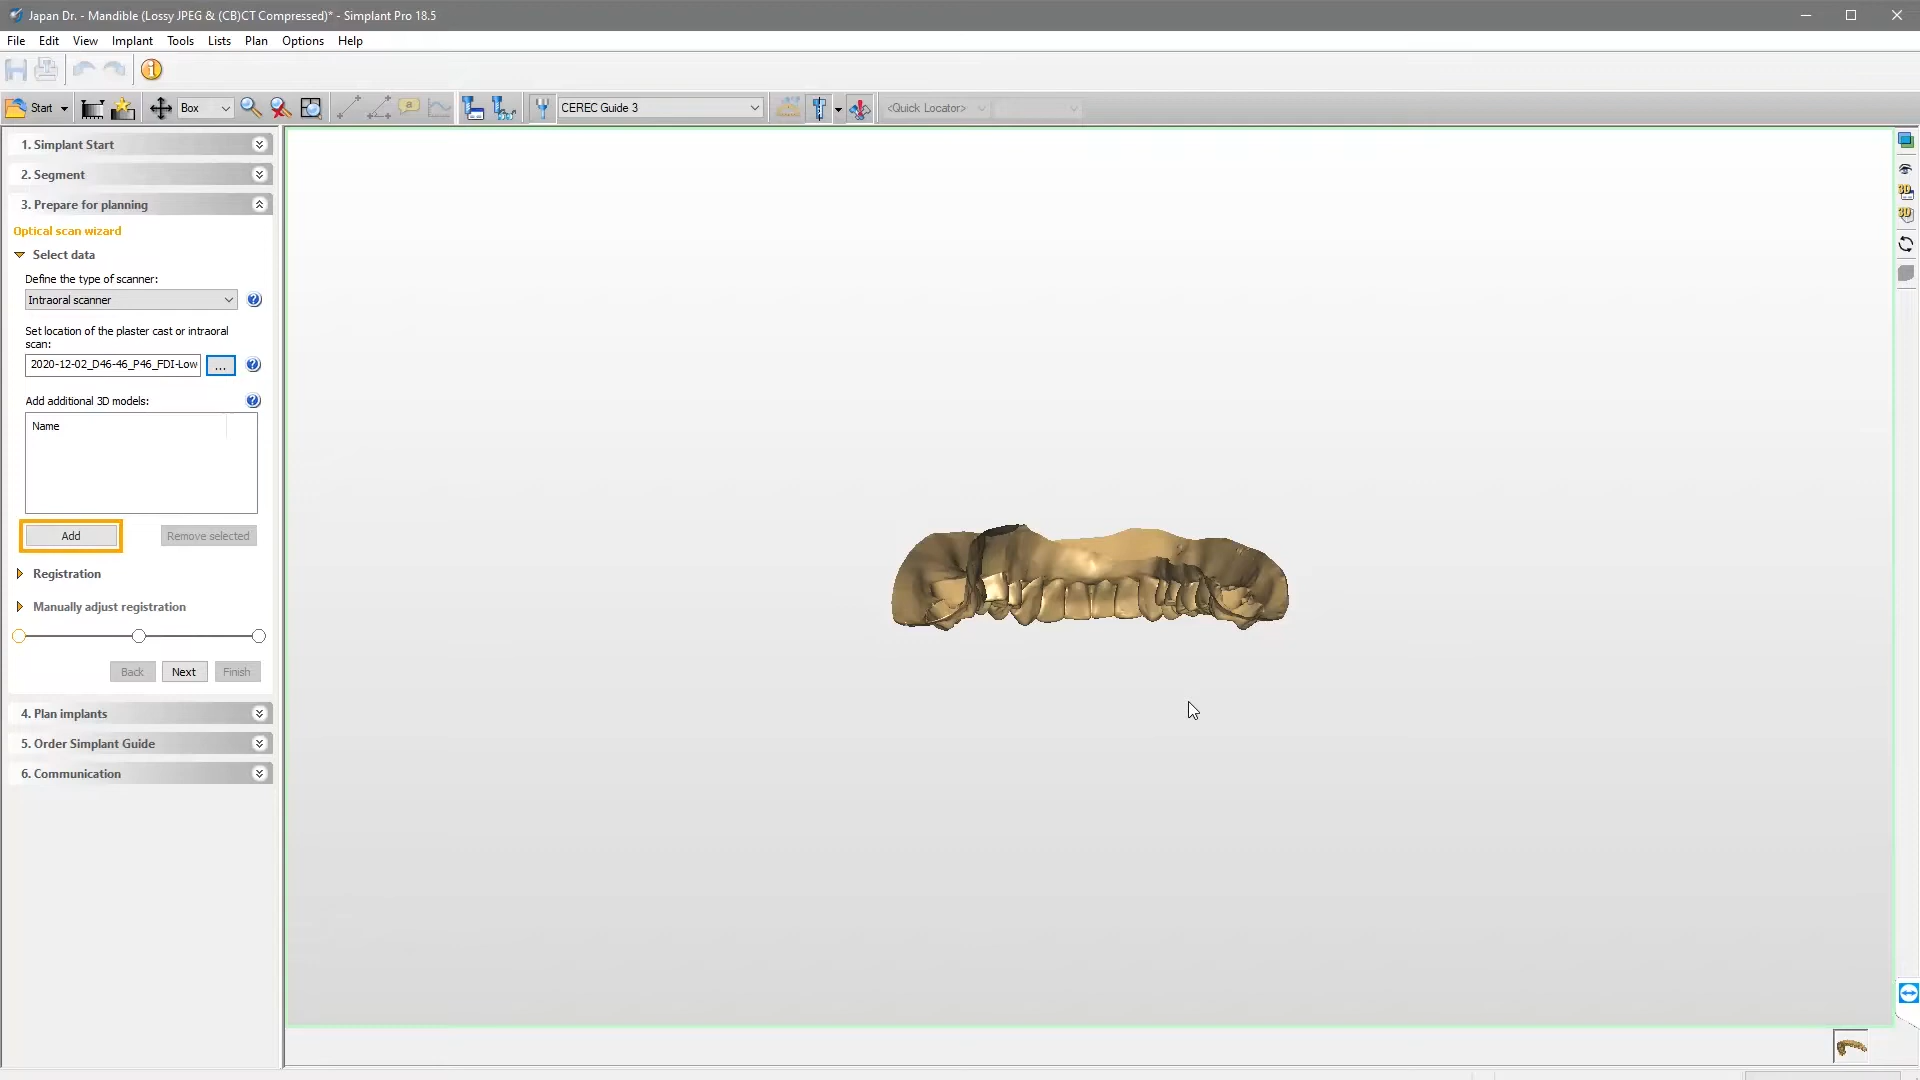 Japan Dr. - Mandible (Lossy JPEG & (CB)CT Compressed)* - Simplant Pro 18.5
File Edit View Implant Tools Lists Plan Options Help
Start Box CEREC Guide 3 <Quick Locator>
1. Simplant Start
2. Segment
3. Prepare for planning
Optical scan wizard
Select data
Define the type of scanner:
Intraoral scanner
Set location of the plaster cast or intraoral
scan:
2020-12-02_D46-46_P46_FDI-Low ...
Add additional 3D models:
Name
Add Remove selected
Registration
Manually adjust registration
Back Next Finish
4. Plan implants
5. Order Simplant Guide
6. Communication
3D
3D